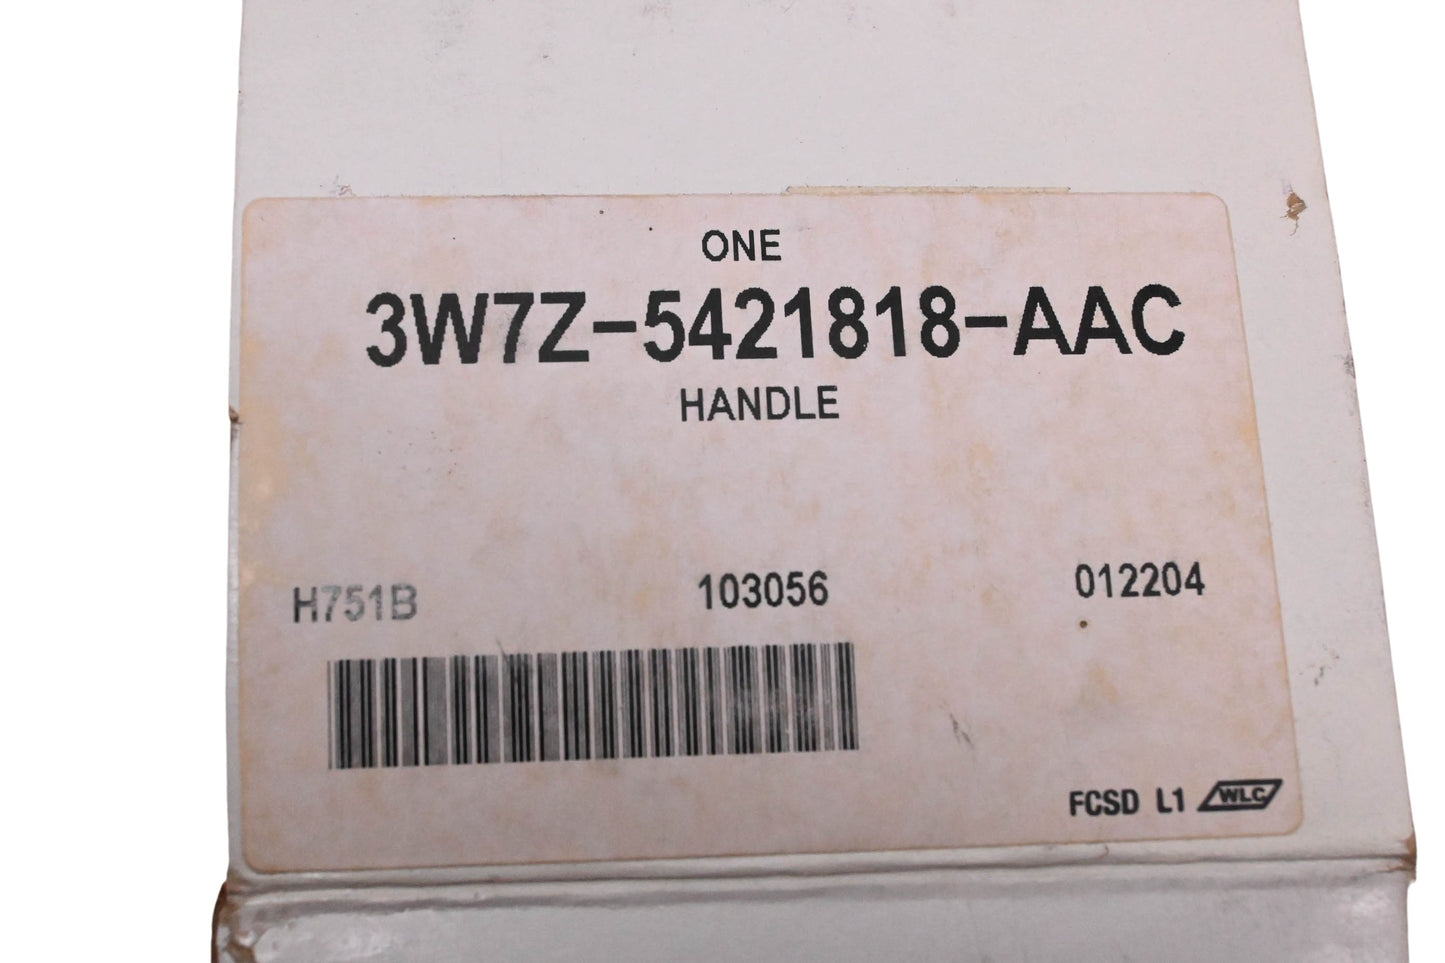 ONE
3W7Z-5421818-AAC
HANDLE
H751B 103056 012204
FCSD L1 WLC